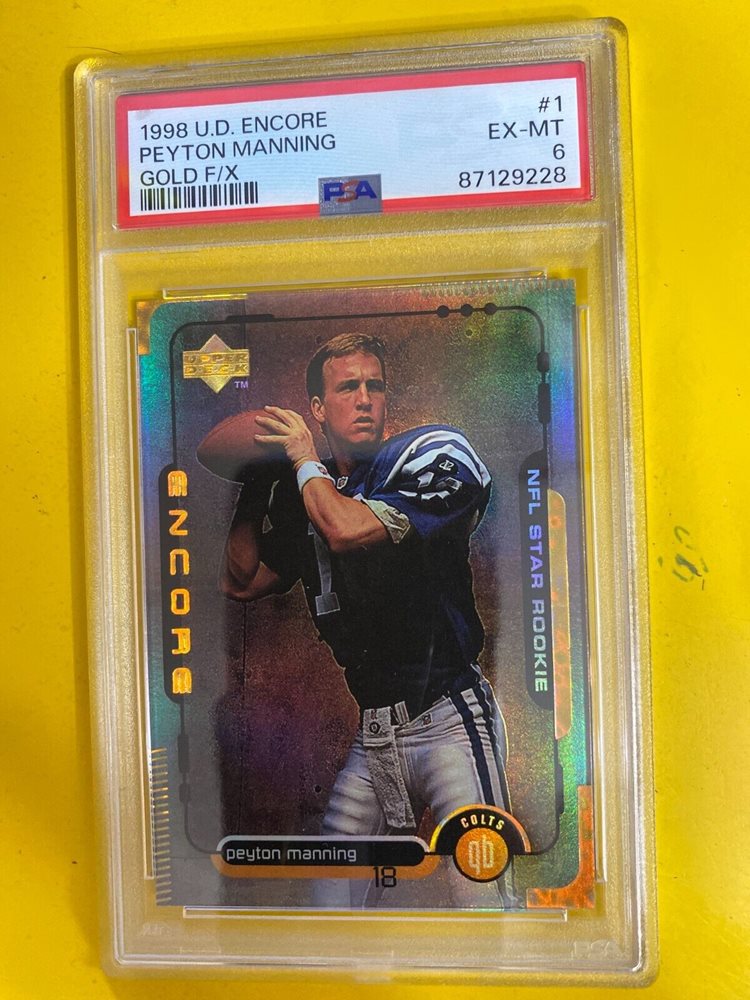 1998 U.D. ENCORE #1
PEYTON MANNING EX-MT
GOLD F/X 6
PSA 87129228
UPPER
DECK
TM
ENCORE
NFL STAR ROOKIE
COLTS
qb
peyton manning
18